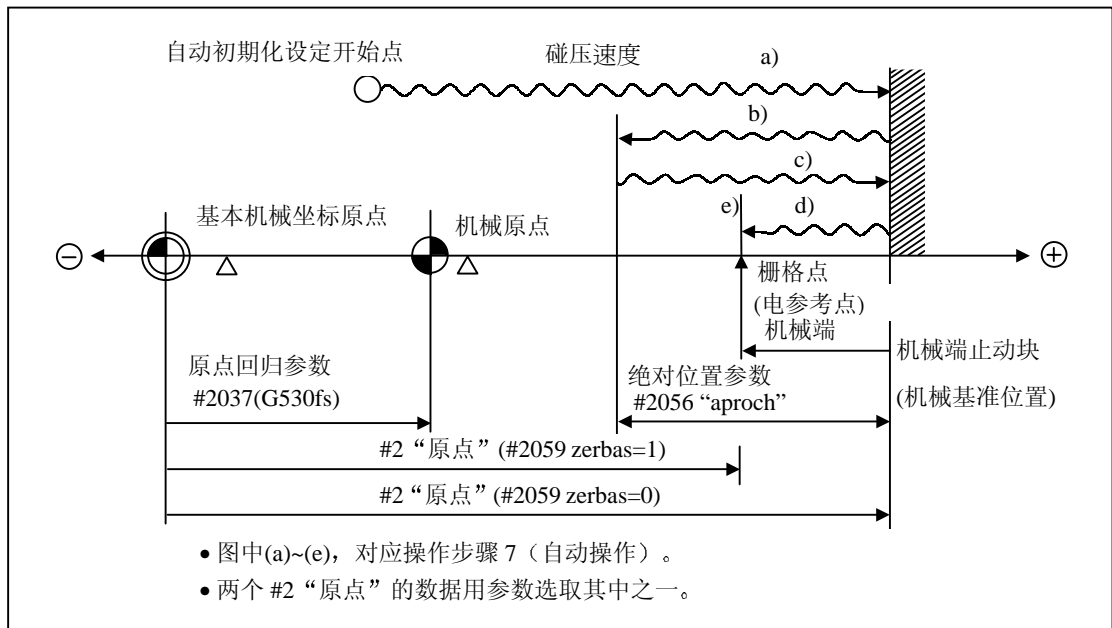 自动初期化设定开始点
碰压速度
a)
b)
c)
e)
d)
基本机械坐标原点
机械原点
⊖
⊕
栅格点
(电参考点)
机械端
机械端止动块
(机械基准位置)
原点回归参数
#2037(G530fs)
绝对位置参数
#2056 “aproch”
#2“原点” (#2059 zerbas=1)
#2“原点” (#2059 zerbas=0)
• 图中(a)~(e)，对应操作步骤 7（自动操作）。
• 两个 #2“原点”的数据用参数选取其中之一。